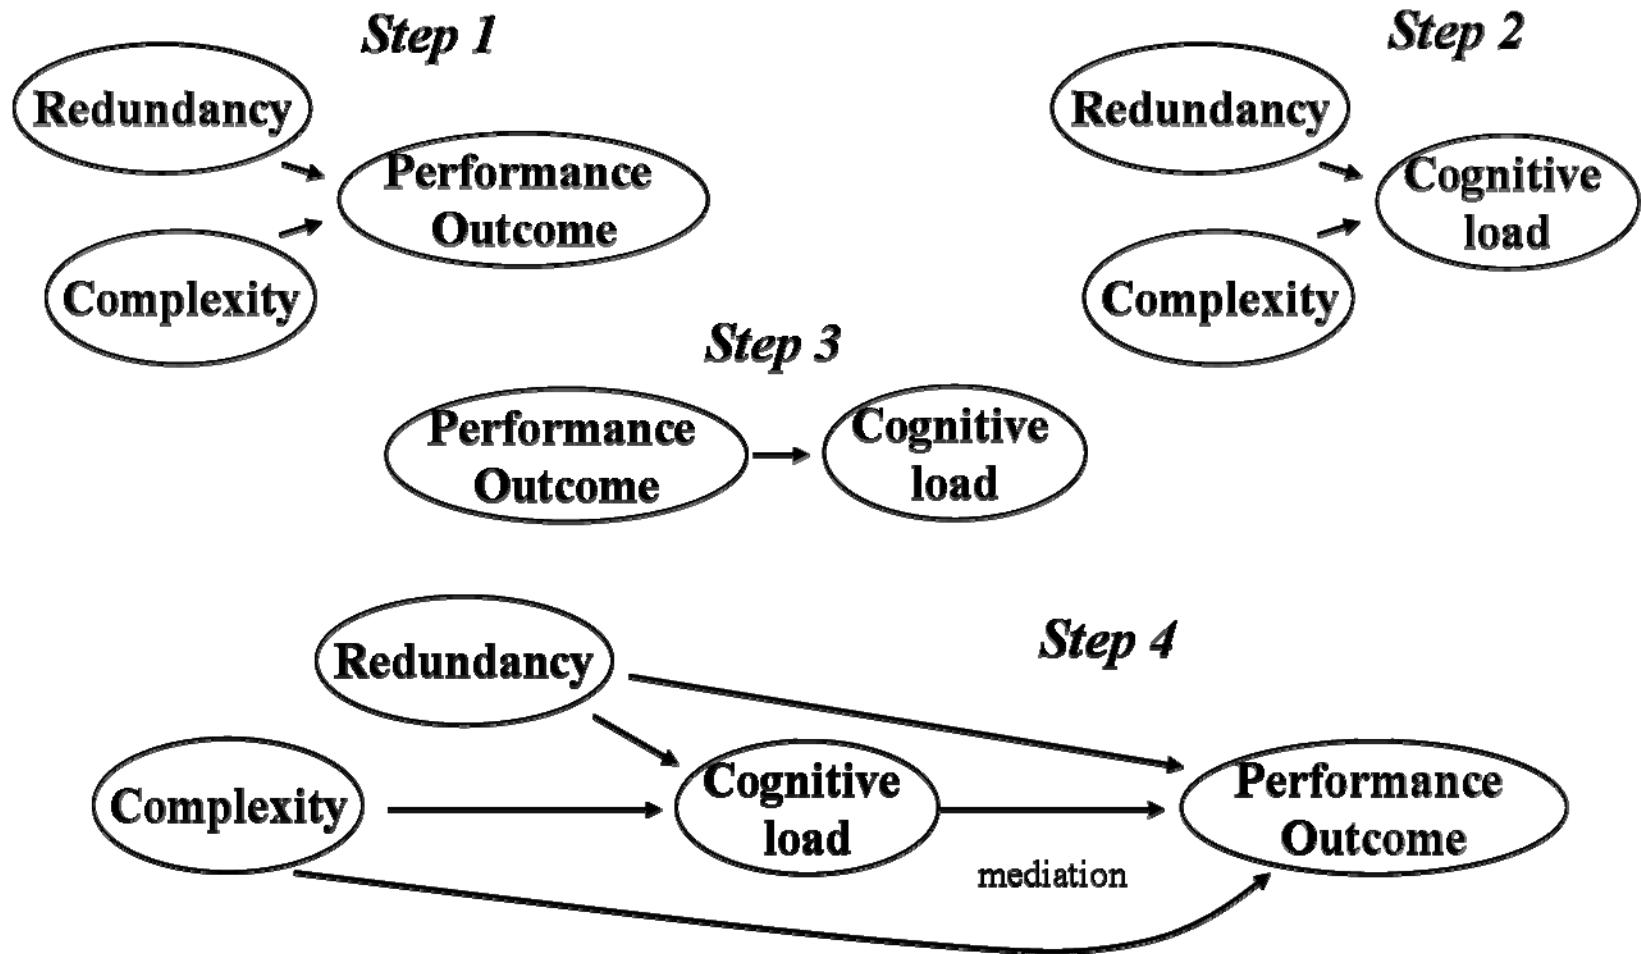 Step 1
Redundancy
Performance
Outcome
Complexity
Step 2
Redundancy
Cognitive
load
Complexity
Step 3
Performance
Outcome
Cognitive
load
Step 4
Redundancy
Complexity
Cognitive
load
mediation
Performance
Outcome